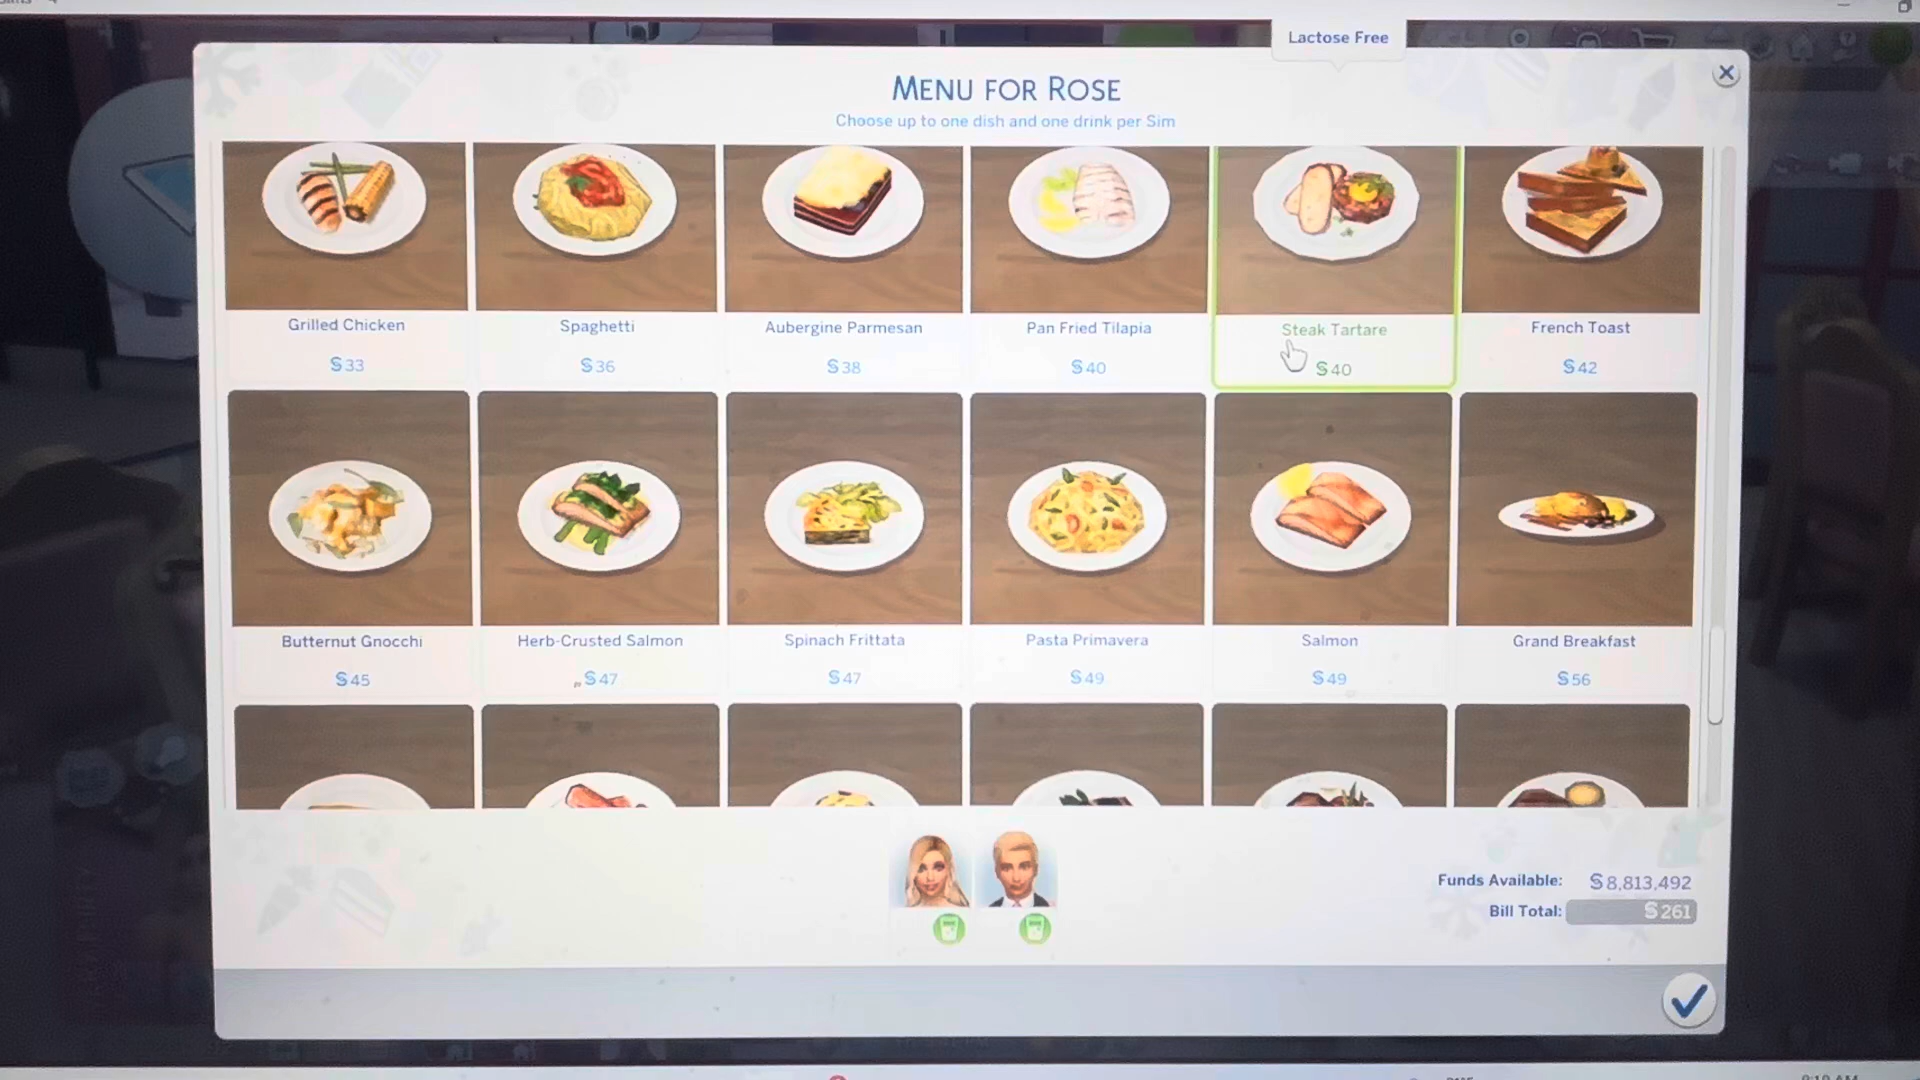 Lactose Free
MENU FOR ROSE
Choose up to one dish and one drink per Sim
Grilled Chicken
§33
Spaghetti
§36
Aubergine Parmesan
§38
Pan Fried Tilapia
§40
Steak Tartare
§40
French Toast
§42
Butternut Gnocchi
§45
Herb-Crusted Salmon
§47
Spinach Frittata
§47
Pasta Primavera
§49
Salmon
§49
Grand Breakfast
§56
Funds Available: §8,813,492
Bill Total: §261